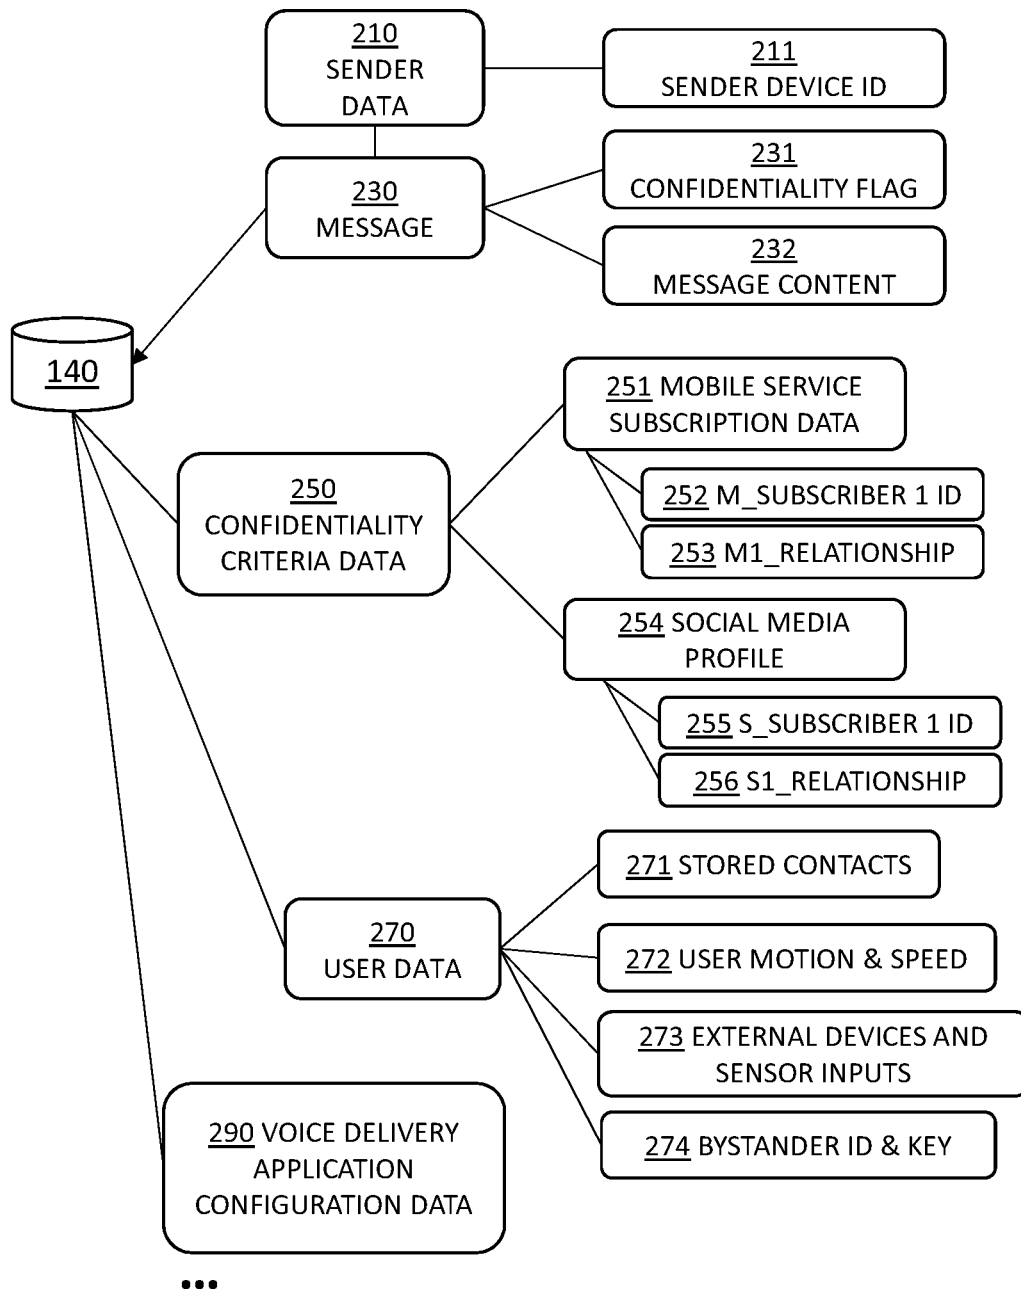 210
SENDER
DATA
211
SENDER DEVICE ID
230
MESSAGE
231
CONFIDENTIALITY FLAG
232
MESSAGE CONTENT
140
250
CONFIDENTIALITY
CRITERIA DATA
251 MOBILE SERVICE
SUBSCRIPTION DATA
252 M_SUBSCRIBER 1 ID
253 M1_RELATIONSHIP
254 SOCIAL MEDIA
PROFILE
255 S_SUBSCRIBER 1 ID
256 S1_RELATIONSHIP
270
USER DATA
271 STORED CONTACTS
272 USER MOTION & SPEED
273 EXTERNAL DEVICES AND
SENSOR INPUTS
274 BYSTANDER ID & KEY
290 VOICE DELIVERY
APPLICATION
CONFIGURATION DATA
...